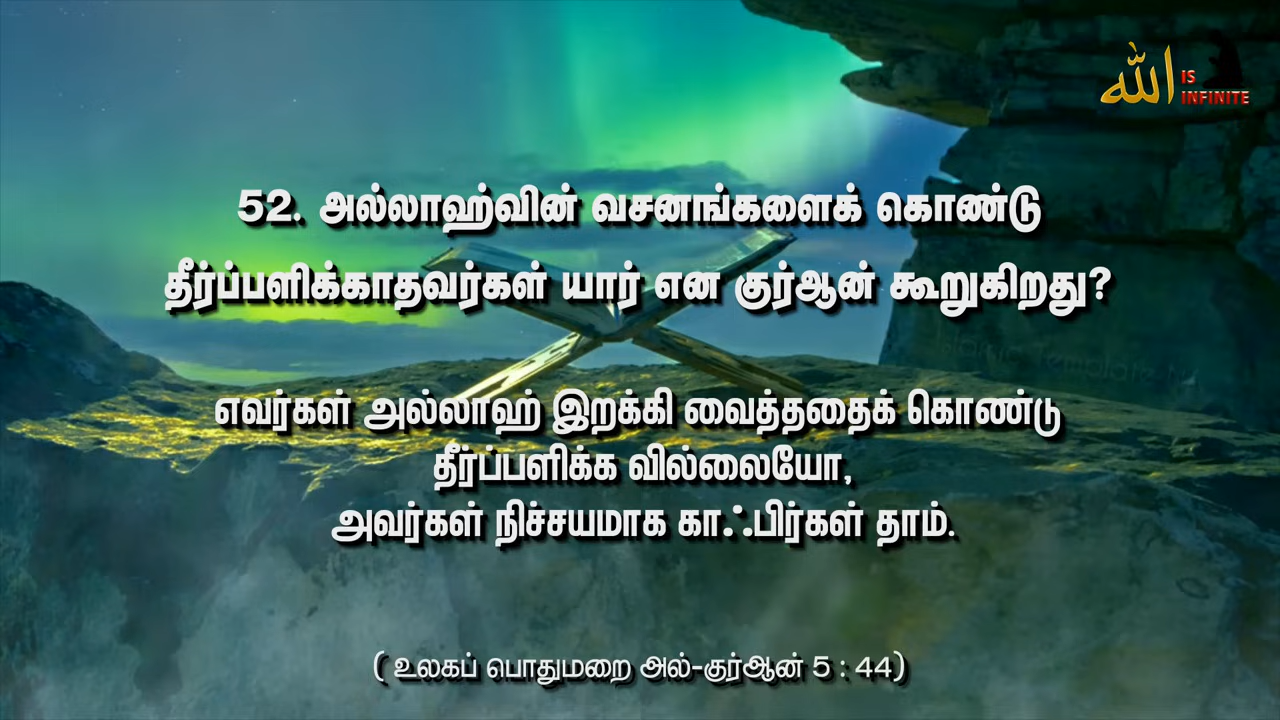 الله IS
INFINITE
52. அல்லாஹ்வின் வசனங்களைக் கொண்டு
தீர்ப்பளிக்காதவர்கள் யார் என குர்ஆன் கூறுகிறது?
எவர்கள் அல்லாஹ் இறக்கி வைத்ததைக் கொண்டு
தீர்ப்பளிக்க வில்லையோ,
அவர்கள் நிச்சயமாக காஃபிர்கள் தாம்.
( உலகப் பொதுமறை அல்-குர்ஆன் 5 : 44)